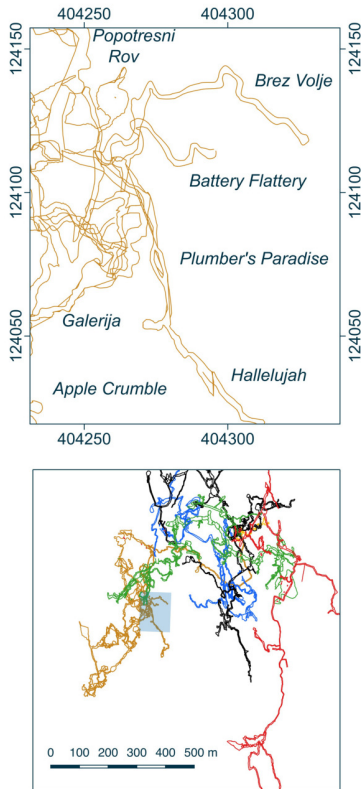 404250 404300
124150
124150
Popotresni
Rov
Brez Volje
Battery Flattery
124100
124100
Plumber's Paradise
Galerija
124050
124050
Hallelujah
Apple Crumble
404250 404300
0 100 200 300 400 500 m